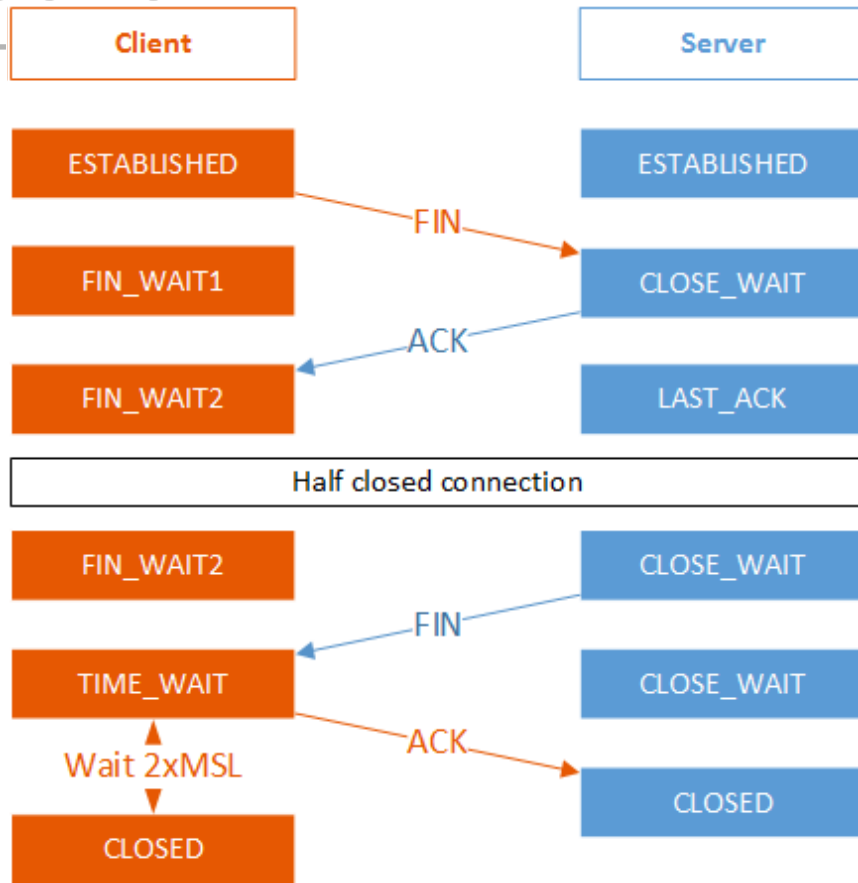 Client Server
ESTABLISHED ESTABLISHED
FIN
FIN_WAIT1 CLOSE_WAIT
ACK
FIN_WAIT2 LAST_ACK
Half closed connection
FIN_WAIT2 CLOSE_WAIT
FIN
TIME_WAIT CLOSE_WAIT
ACK
Wait 2xMSL
CLOSED
CLOSED